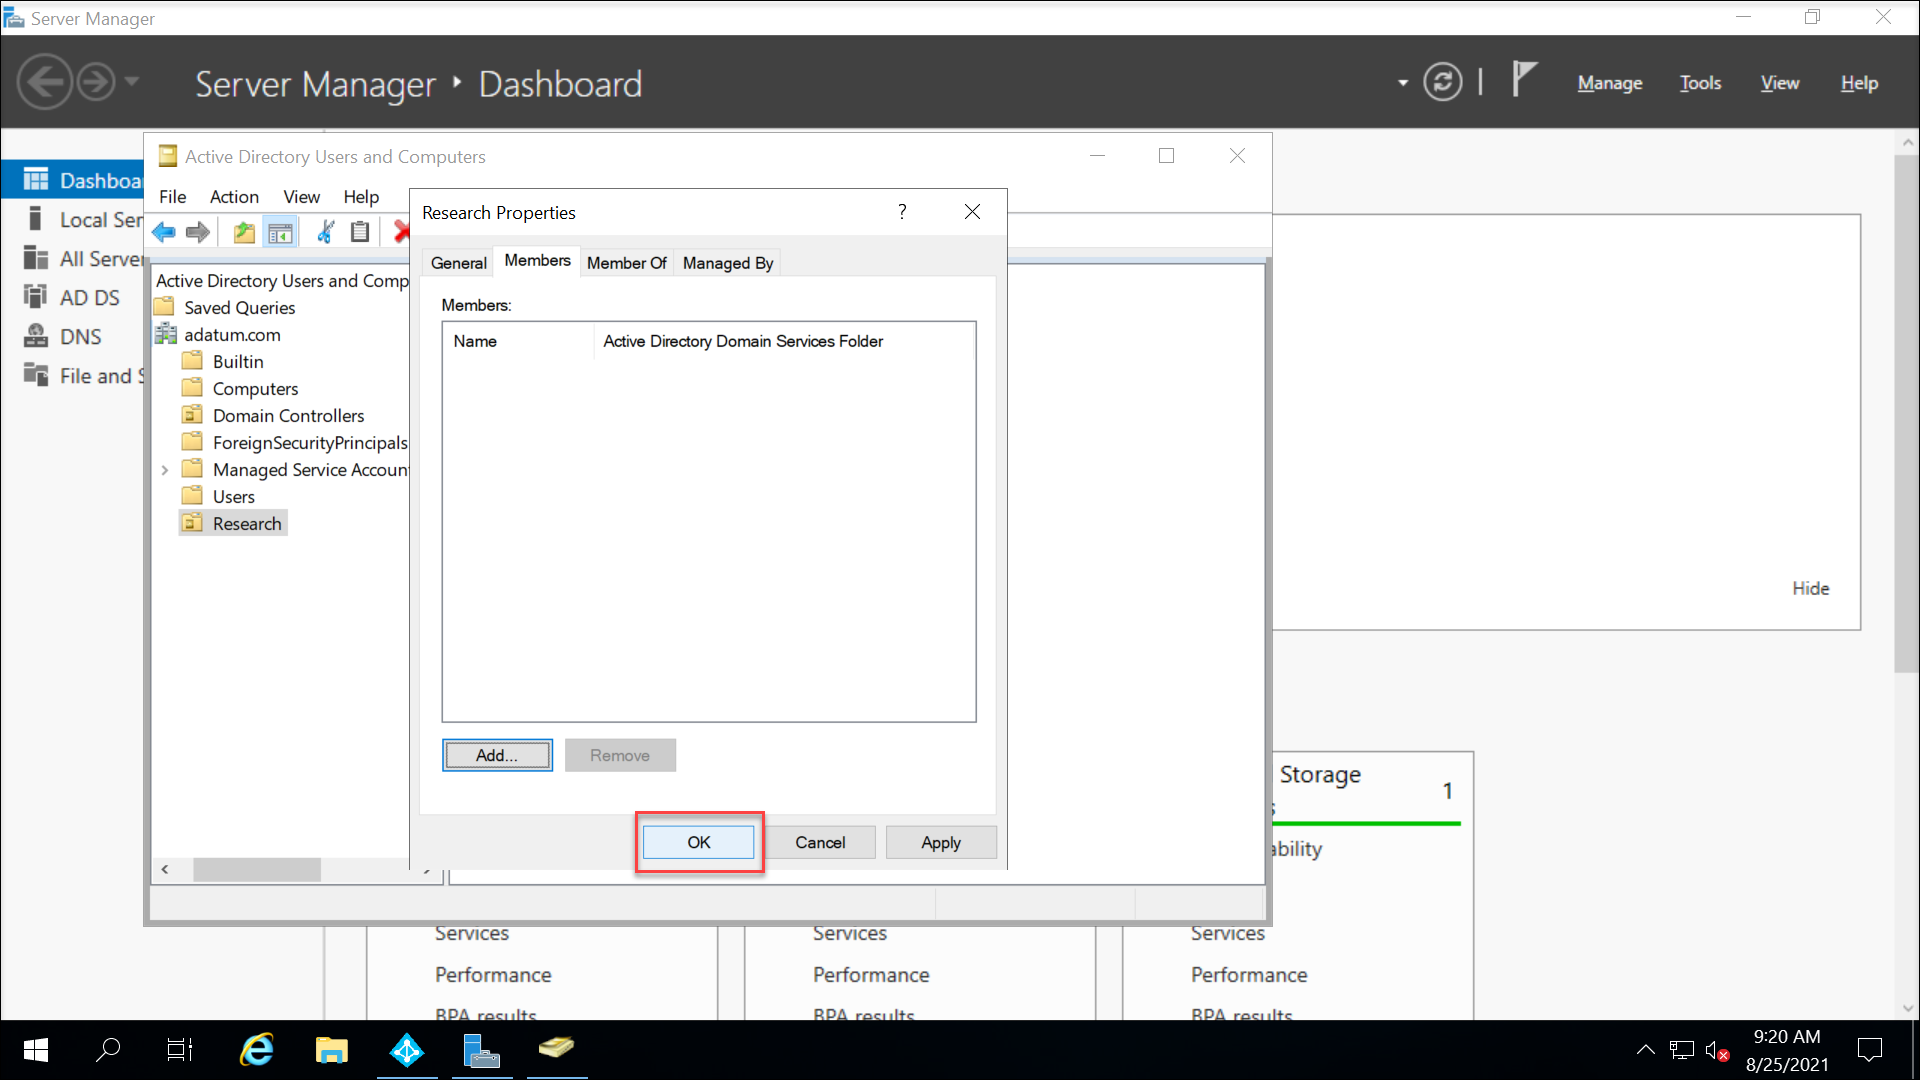 Server Manager
Server Manager ‣ Dashboard
Manage Tools View Help
Dashboar
Local Ser
All Server
AD DS
DNS
File and S
Active Directory Users and Computers
File Action View Help
Active Directory Users and Comp
Saved Queries
adatum.com
Builtin
Computers
Domain Controllers
ForeignSecurityPrincipals
Managed Service Accoun
Users
Research
Research Properties
?
General Members Member Of Managed By
Members:
Name Active Directory Domain Services Folder
Add... Remove
OK Cancel Apply
Hide
Storage
1
s
ability
Services Services Services
Performance Performance Performance
BPA results BPA results BPA results
9:20 AM
8/25/2021